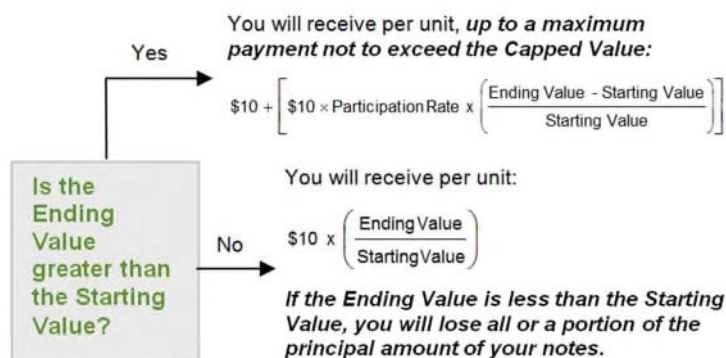 You will receive per unit, up to a maximum
payment not to exceed the Capped Value:
Yes
$10 + [ $10 × Participation Rate x ( Ending Value - Starting Value / Starting Value ) ]
Is the
Ending
Value
greater than
the Starting
Value?
No
You will receive per unit:
$10 x ( Ending Value / Starting Value )
If the Ending Value is less than the Starting
Value, you will lose all or a portion of the
principal amount of your notes.